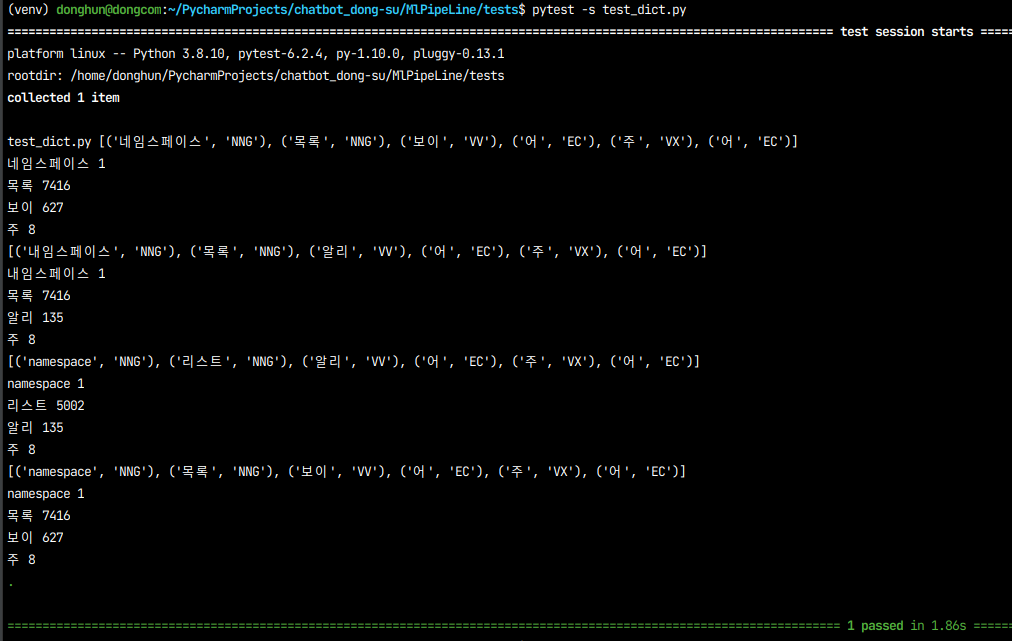 (venv) donghun@dongcom:~/PycharmProjects/chatbot_dong-su/MlPipeLine/tests$ pytest -s test_dict.py
======================================================================================================================== test session starts =====
platform linux -- Python 3.8.10, pytest-6.2.4, py-1.10.0, pluggy-0.13.1
rootdir: /home/donghun/PycharmProjects/chatbot_dong-su/MlPipeLine/tests
collected 1 item
test_dict.py [('네임스페이스', 'NNG'), ('목록', 'NNG'), ('보이', 'VV'), ('어', 'EC'), ('주', 'VX'), ('어', 'EC')]
네임스페이스 1
목록 7416
보이 627
주 8
[('내임스페이스', 'NNG'), ('목록', 'NNG'), ('알리', 'VV'), ('어', 'EC'), ('주', 'VX'), ('어', 'EC')]
내임스페이스 1
목록 7416
알리 135
주 8
[('namespace', 'NNG'), ('리스트', 'NNG'), ('알리', 'VV'), ('어', 'EC'), ('주', 'VX'), ('어', 'EC')]
namespace 1
리스트 5002
알리 135
주 8
[('namespace', 'NNG'), ('목록', 'NNG'), ('보이', 'VV'), ('어', 'EC'), ('주', 'VX'), ('어', 'EC')]
namespace 1
목록 7416
보이 627
주 8
.
========================================================================================================================= 1 passed in 1.86s ======